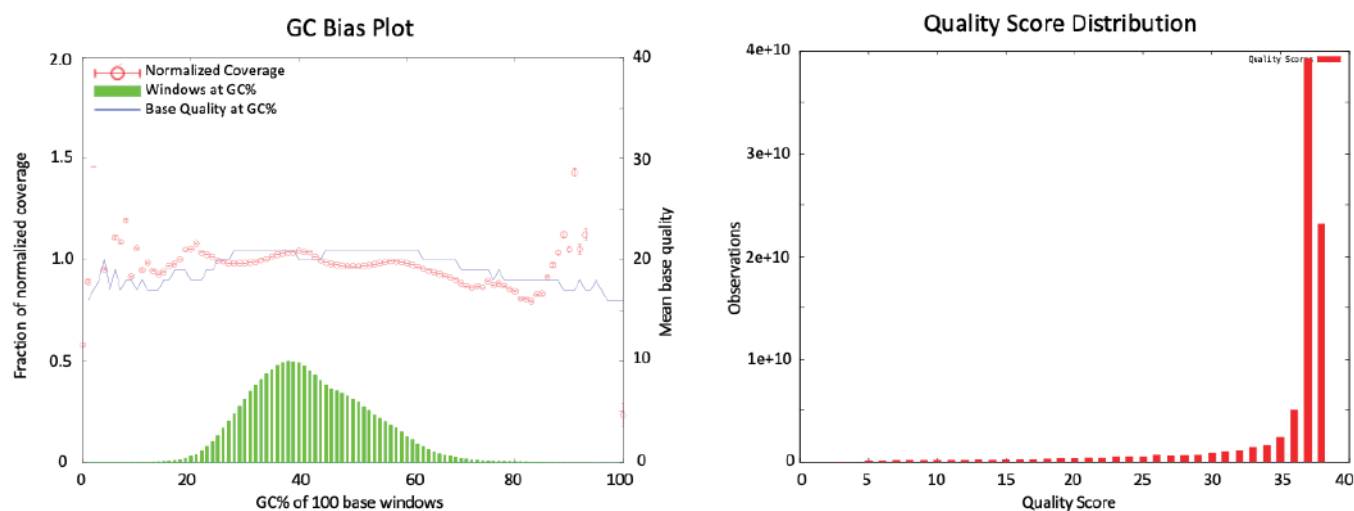 GC Bias Plot
2.0
1.5
1.0
0.5
0
40
30
20
10
0
Normalized Coverage
Windows at GC%
Base Quality at GC%
Fraction of normalized coverage
Mean base quality
0
20
40
60
80
100
GC% of 100 base windows
Quality Score Distribution
4e+10
3e+10
2e+10
1e+10
0
Quality Scores
Observations
0
5
10
15
20
25
30
35
40
Quality Score